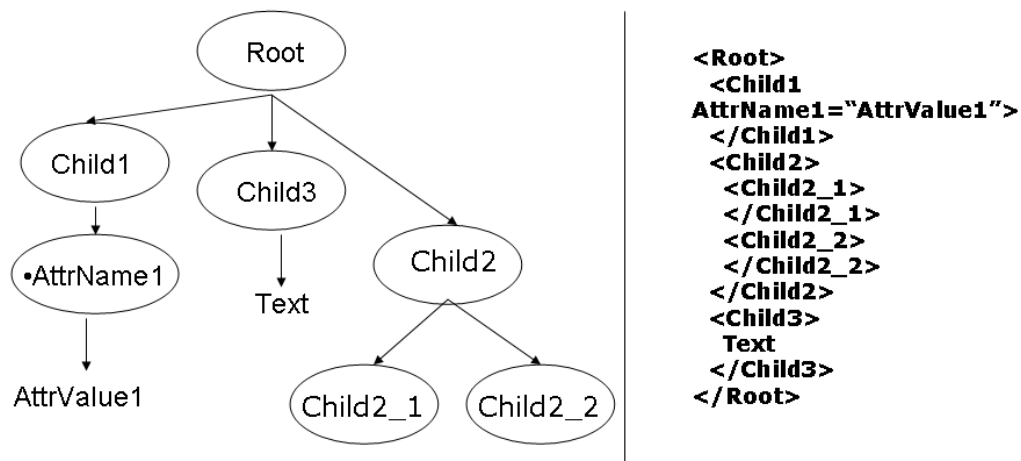 Root
Child1
Child3
Child2
•AttrName1
Text
AttrValue1
Child2_1
Child2_2
<Root>
<Child1
AttrName1=“AttrValue1”>
</Child1>
<Child2>
<Child2_1>
</Child2_1>
<Child2_2>
</Child2_2>
</Child2>
<Child3>
Text
</Child3>
</Root>